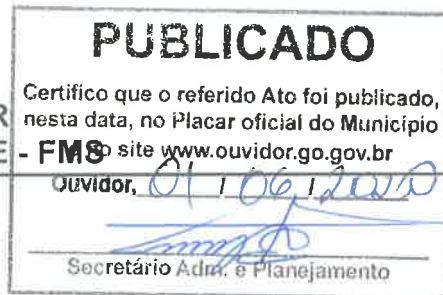 PUBLICADO
Certifico que o referido Ato foi publicado,
R nesta data, no Placar oficial do Município
E - FMS site www.ouvidor.go.gov.br
Ouvidor, 01 / 06 / 2020
Secretário Adm. e Planejamento